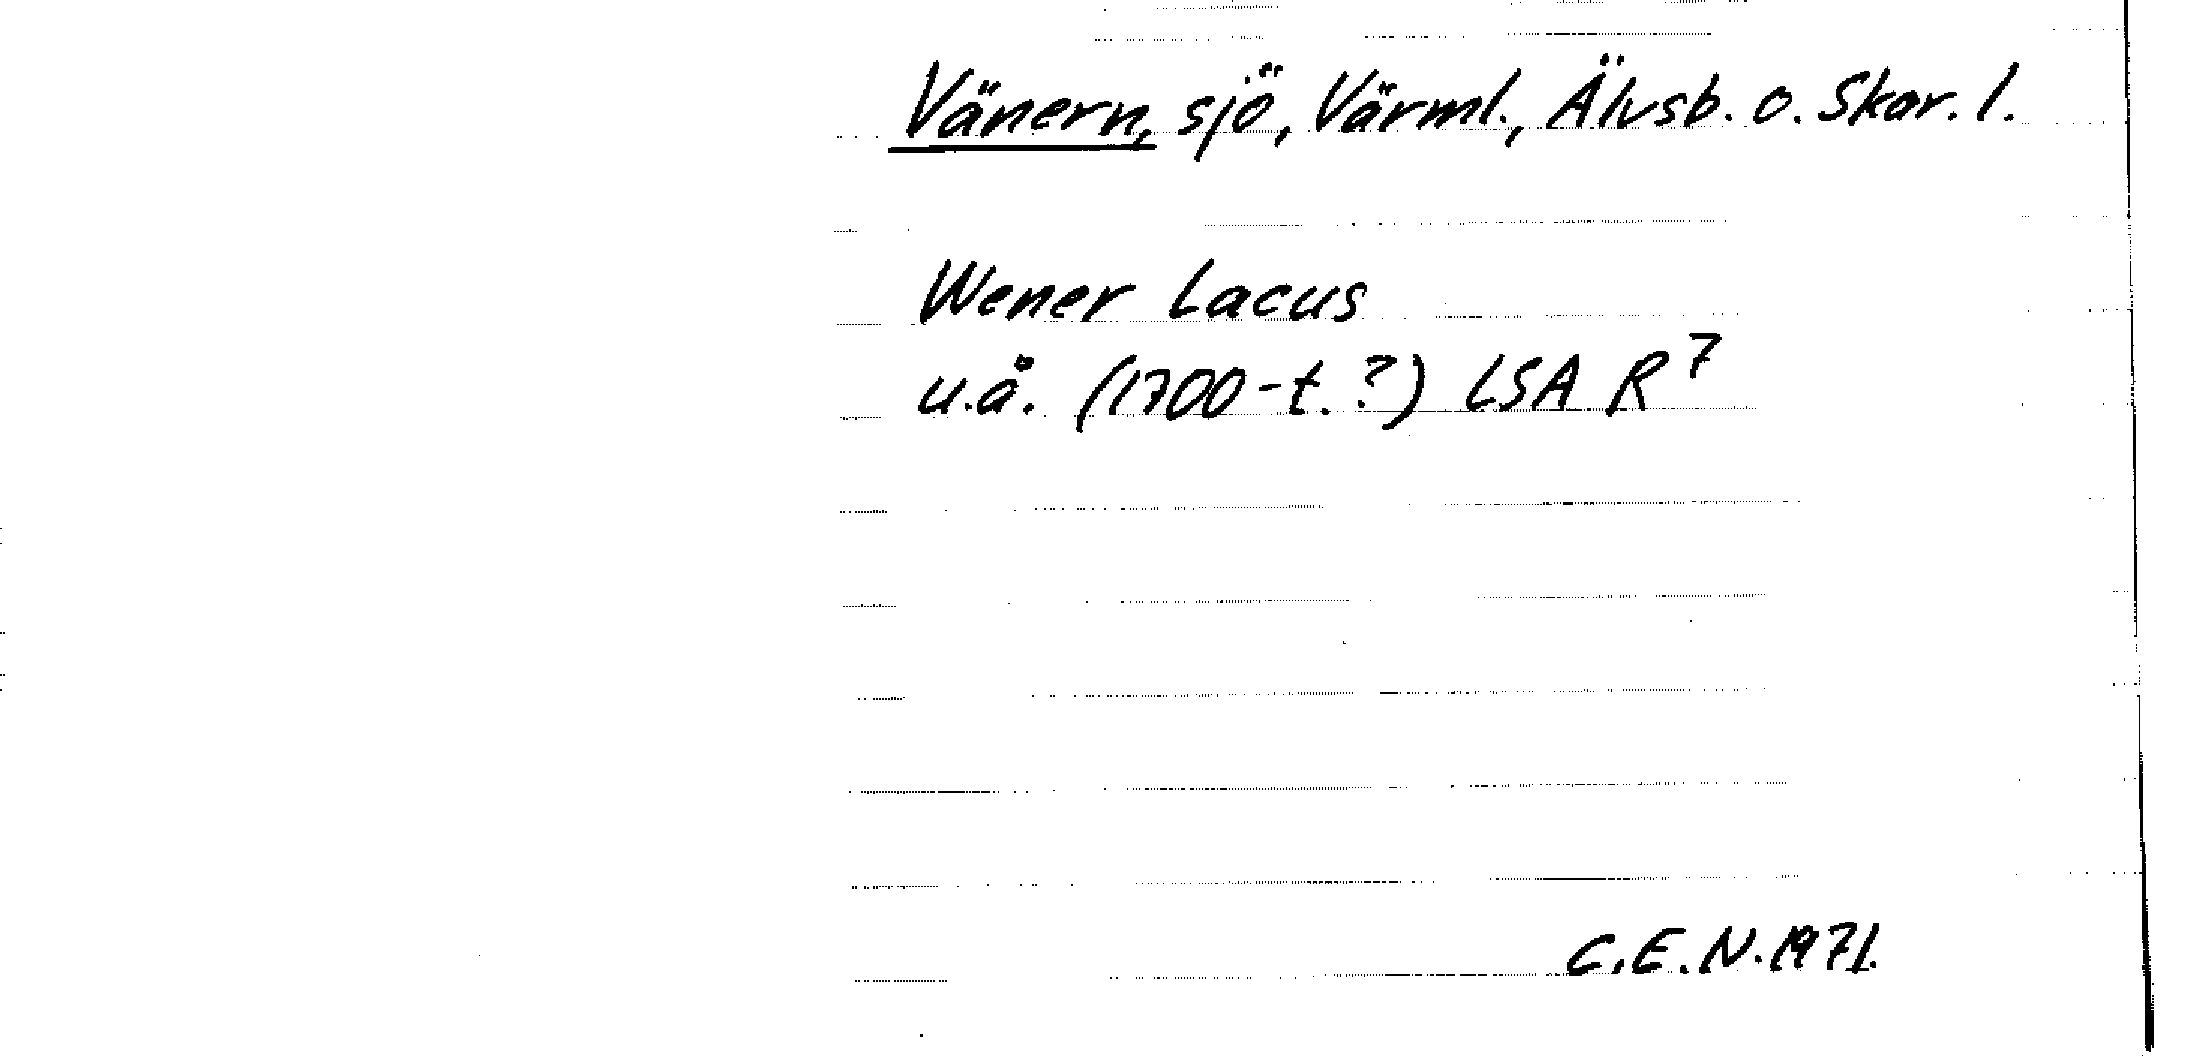 Vänern, sjö, Värml., Älvsb. o. Skar. l.
Wener Lacus
u.å. (1700-t.?) LSA R⁷
C.E.N. 1971.